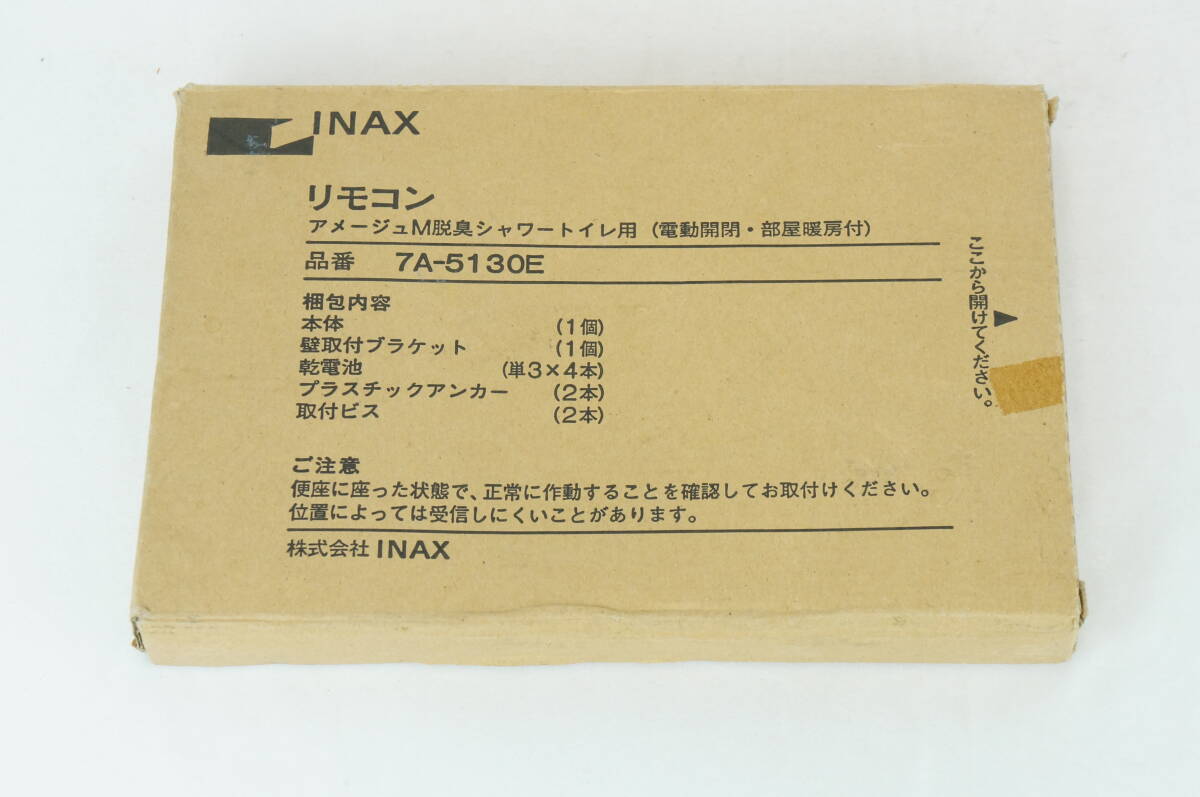 INAX
リモコン
アメージュM脱臭シャワートイレ用（電動開閉・部屋暖房付）
品番 7A-5130E
梱包内容
本体 (1個)
壁取付ブラケット (1個)
乾電池 (単3×4本)
プラスチックアンカー (2本)
取付ビス (2本)
ご注意
便座に座った状態で、正常に作動することを確認してお取付けください。
位置によっては受信しにくいことがあります。
株式会社 INAX
ここから開けてください。